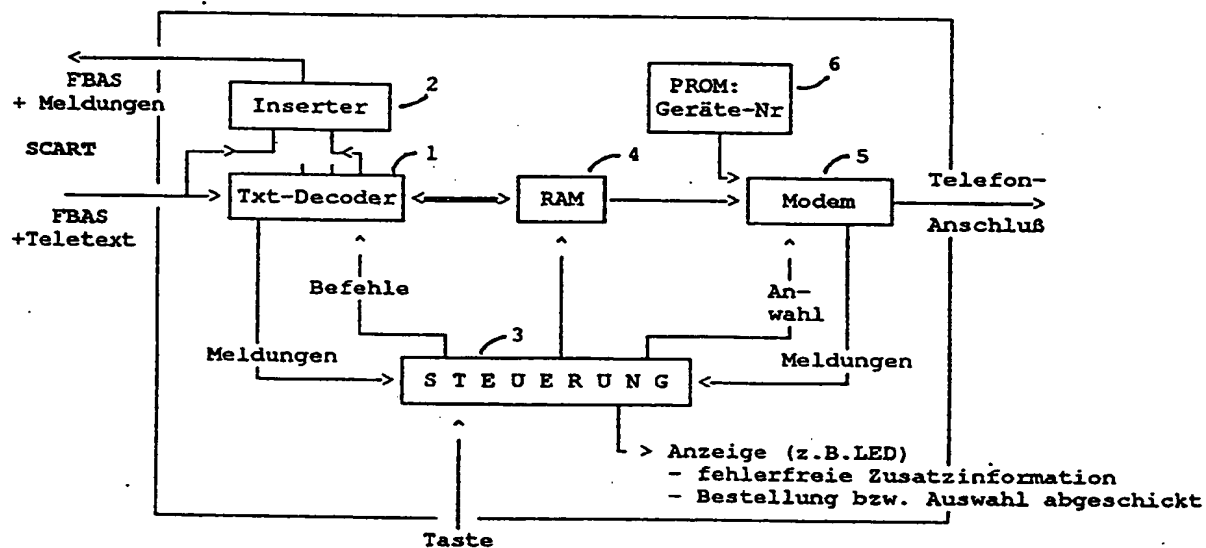 FBAS
+ Meldungen
SCART
FBAS
+Teletext
2
Inserter
1
Txt-Decoder
4
RAM
6
PROM:
Geräte-Nr
5
Modem
Telefon-
Anschluß
Befehle
An-
wahl
Meldungen
3
Meldungen
S T E U E R U N G
Anzeige (z.B.LED)
- fehlerfreie Zusatzinformation
- Bestellung bzw. Auswahl abgeschickt
Taste